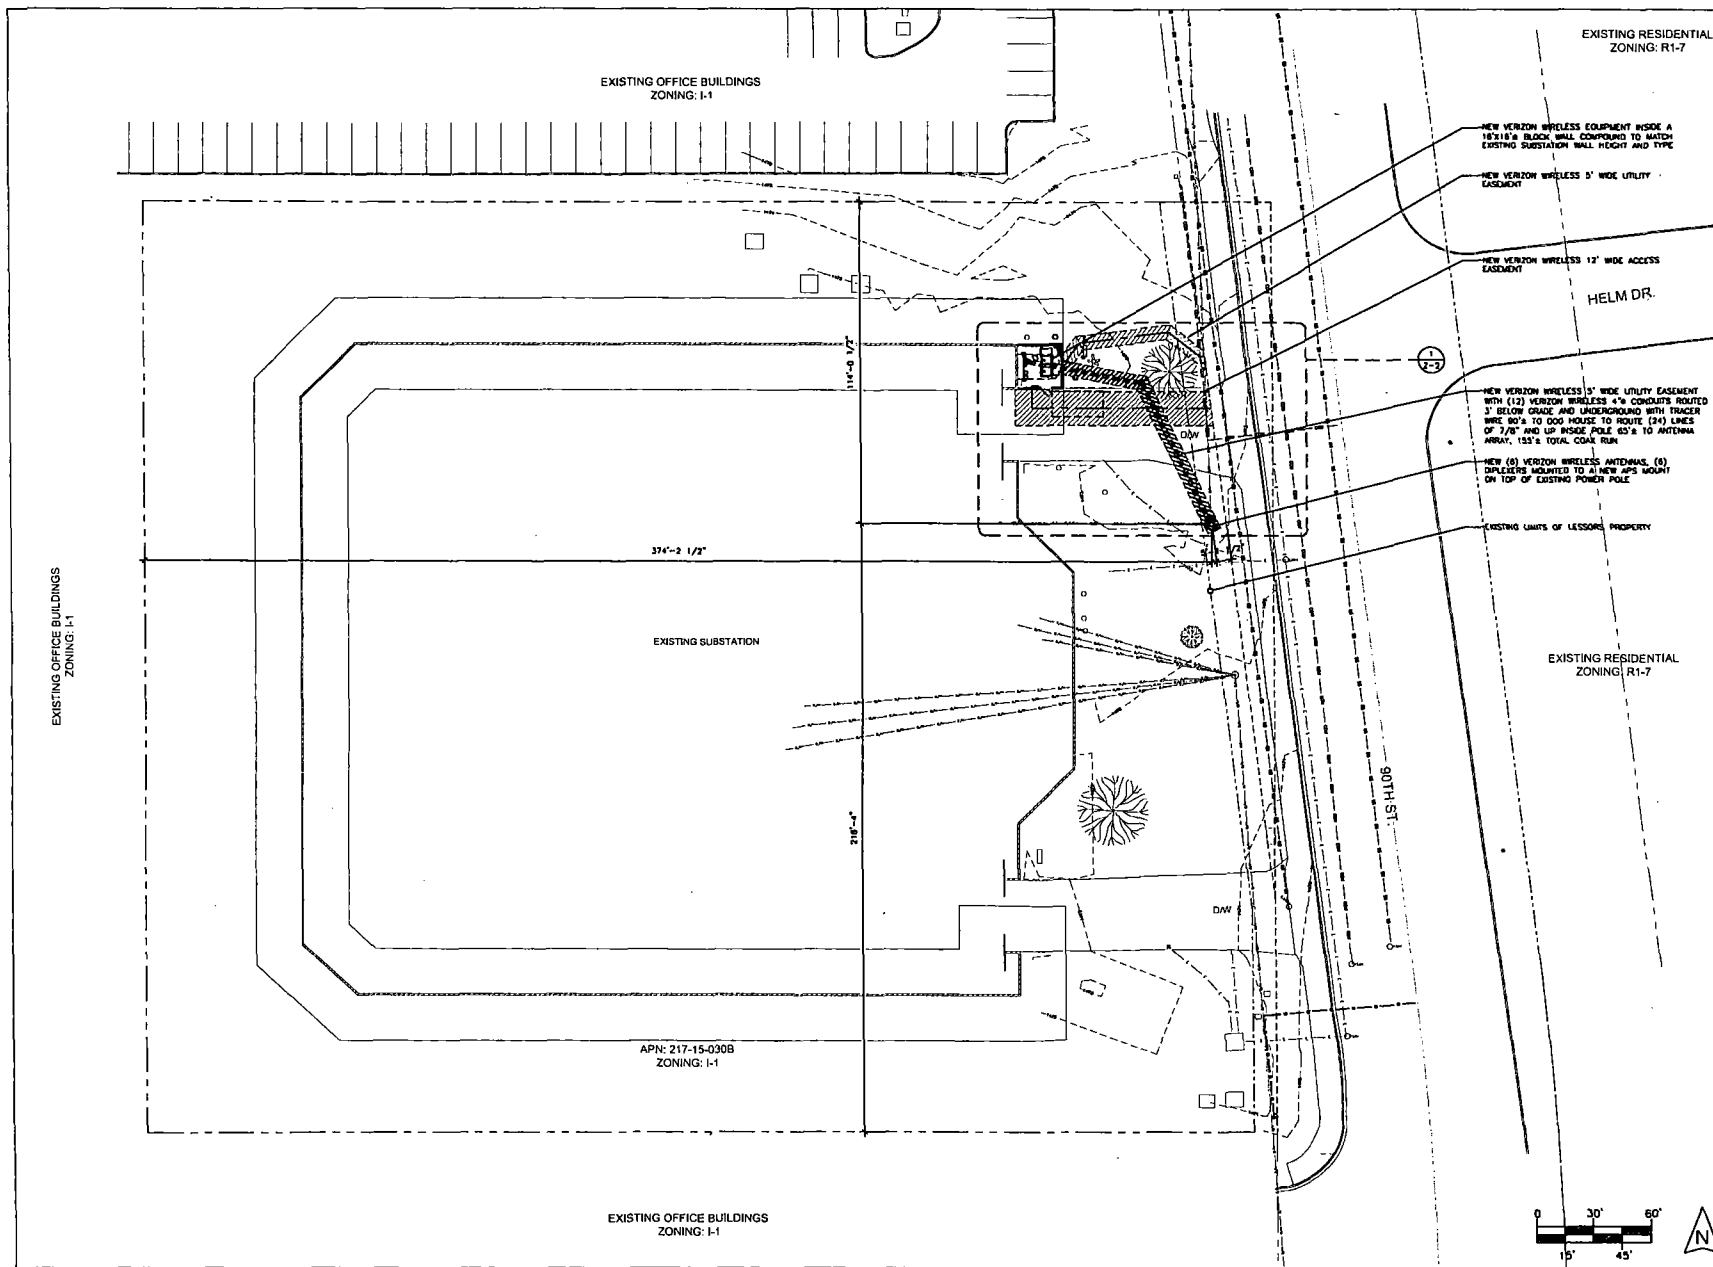 EXISTING RESIDENTIAL
ZONING: R1-7
EXISTING OFFICE BUILDINGS
ZONING: I-1
NEW VERIZON WIRELESS EQUIPMENT INSIDE A
16'X16'± BLOCK WALL COMPOUND TO MATCH
EXISTING SUBSTATION WALL HEIGHT AND TYPE
NEW VERIZON WIRELESS 5' WIDE UTILITY
EASEMENT
NEW VERIZON WIRELESS 12' WIDE ACCESS
EASEMENT
HELM DR.
114'-0 1/2"
1
Z-2
NEW VERIZON WIRELESS 5' WIDE UTILITY EASEMENT
WITH (12) VERIZON WIRELESS 4"ø CONDUITS ROUTED
3' BELOW GRADE AND UNDERGROUND WITH TRACER
WIRE 90'± TO DOG HOUSE TO ROUTE (24) LINES
OF 7/8" AND UP INSIDE POLE 65'± TO ANTENNA
ARRAY, 155'± TOTAL COAX RUN
D/W
NEW (6) VERIZON WIRELESS ANTENNAS, (6)
DIPLEXERS MOUNTED TO A NEW APS MOUNT
ON TOP OF EXISTING POWER POLE
EXISTING LIMITS OF LESSORS PROPERTY
374'-2 1/2"
EXISTING OFFICE BUILDINGS
ZONING: I-1
EXISTING SUBSTATION
EXISTING RESIDENTIAL
ZONING: R1-7
90TH ST.
218'-4"
D/W
APN: 217-15-030B
ZONING: I-1
EXISTING OFFICE BUILDINGS
ZONING: I-1
0 30' 60'
15' 45'
N